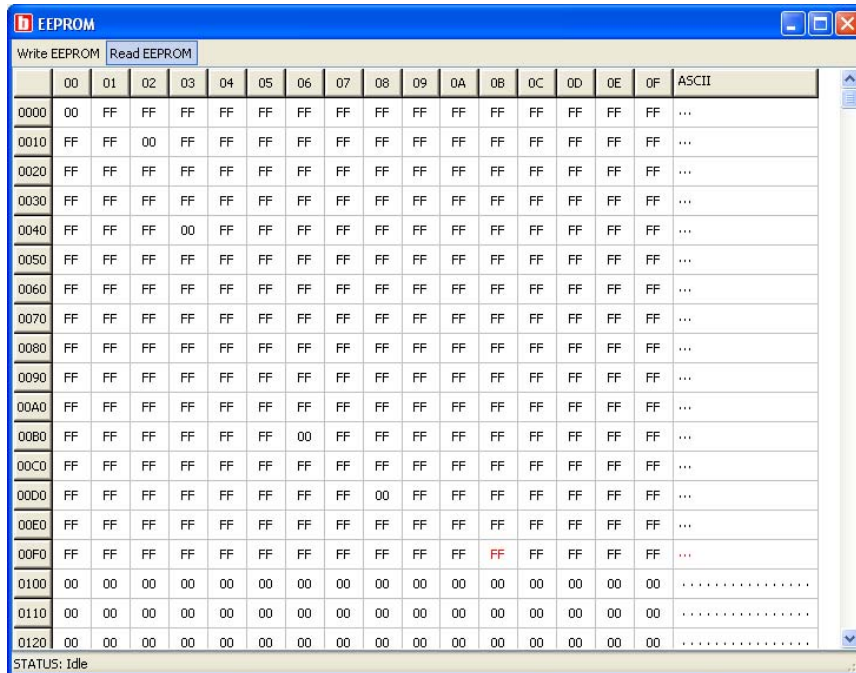 b EEPROM
Write EEPROM Read EEPROM
00 01 02 03 04 05 06 07 08 09 0A 0B 0C 0D 0E 0F ASCII
0000 00 FF FF FF FF FF FF FF FF FF FF FF FF FF FF FF ...
0010 FF FF 00 FF FF FF FF FF FF FF FF FF FF FF FF FF ...
0020 FF FF FF FF FF FF FF FF FF FF FF FF FF FF FF FF ...
0030 FF FF FF FF FF FF FF FF FF FF FF FF FF FF FF FF ...
0040 FF FF FF 00 FF FF FF FF FF FF FF FF FF FF FF FF ...
0050 FF FF FF FF FF FF FF FF FF FF FF FF FF FF FF FF ...
0060 FF FF FF FF FF FF FF FF FF FF FF FF FF FF FF FF ...
0070 FF FF FF FF FF FF FF FF FF FF FF FF FF FF FF FF ...
0080 FF FF FF FF FF FF FF FF FF FF FF FF FF FF FF FF ...
0090 FF FF FF FF FF FF FF FF FF FF FF FF FF FF FF FF ...
00A0 FF FF FF FF FF FF FF FF FF FF FF FF FF FF FF FF ...
00B0 FF FF FF FF FF FF 00 FF FF FF FF FF FF FF FF FF ...
00C0 FF FF FF FF FF FF FF FF FF FF FF FF FF FF FF FF ...
00D0 FF FF FF FF FF FF FF FF 00 FF FF FF FF FF FF FF ...
00E0 FF FF FF FF FF FF FF FF FF FF FF FF FF FF FF FF ...
00F0 FF FF FF FF FF FF FF FF FF FF FF FF FF FF FF FF ...
0100 00 00 00 00 00 00 00 00 00 00 00 00 00 00 00 00 ................
0110 00 00 00 00 00 00 00 00 00 00 00 00 00 00 00 00 ................
0120 00 00 00 00 00 00 00 00 00 00 00 00 00 00 00 00 ................
STATUS: Idle